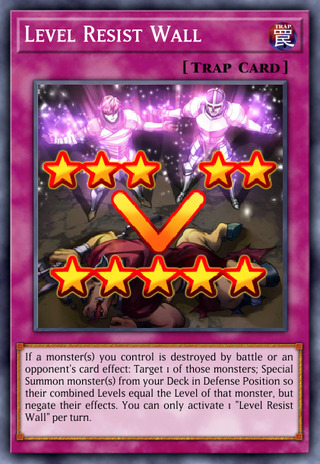 Level Resist Wall
TRAP
罠
[Trap Card]
If a monster(s) you control is destroyed by battle or an
opponent's card effect: Target 1 of those monsters; Special
Summon monster(s) from your Deck in Defense Position so
their combined Levels equal the Level of that monster, but
negate their effects. You can only activate 1 "Level Resist
Wall" per turn.